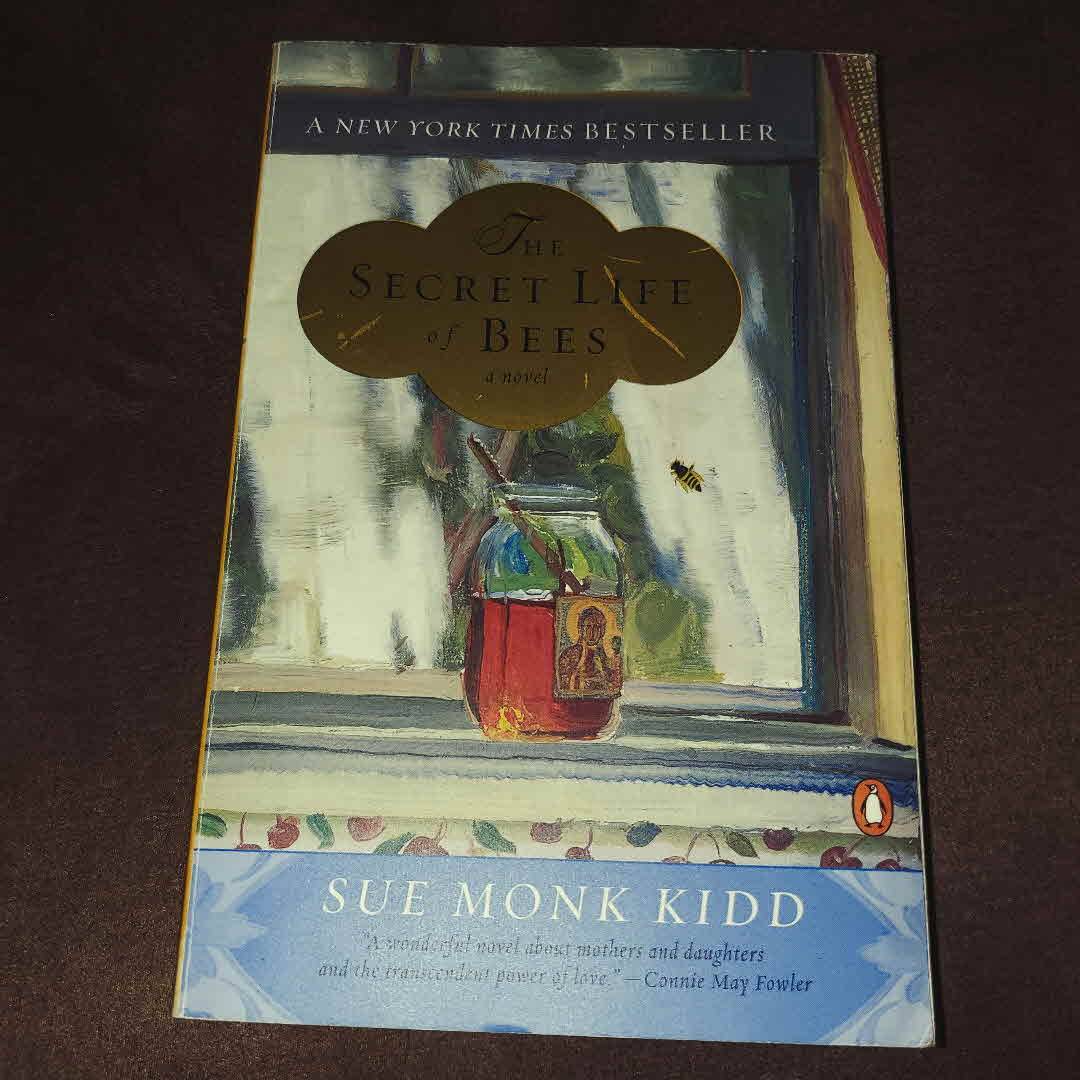 A NEW YORK TIMES BESTSELLER
THE
SECRET LIFE
of BEES
a novel
SUE MONK KIDD
"A wonderful novel about mothers and daughters
and the transcendent power of love." —Connie May Fowler